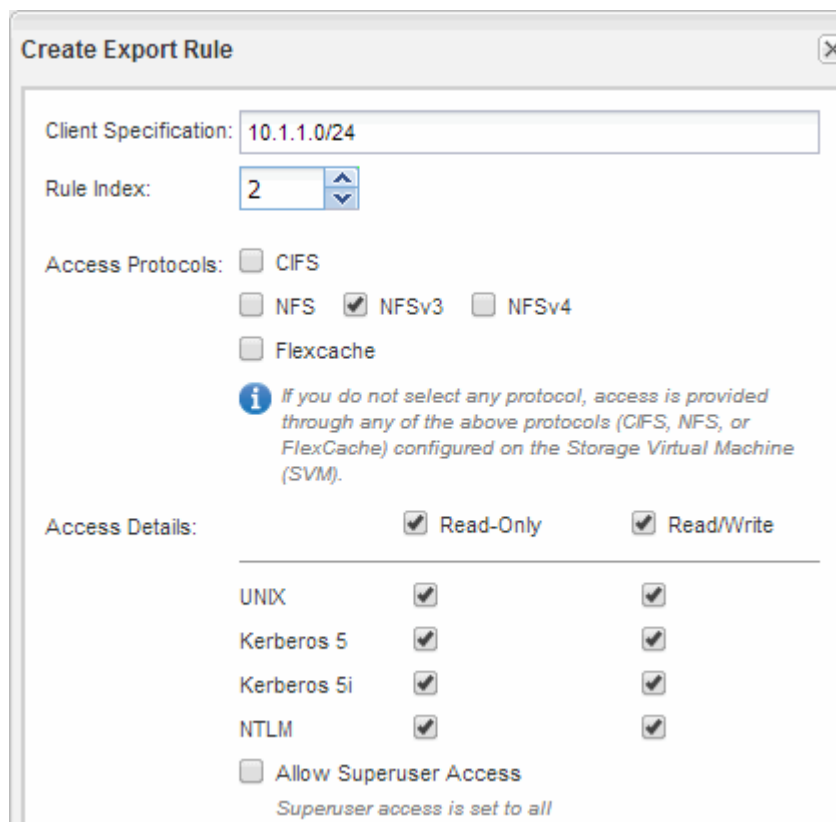 Create Export Rule
Client Specification: 10.1.1.0/24
Rule Index: 2
Access Protocols: CIFS
NFS NFSv3 NFSv4
Flexcache
If you do not select any protocol, access is provided
through any of the above protocols (CIFS, NFS, or
FlexCache) configured on the Storage Virtual Machine
(SVM).
Access Details: Read-Only Read/Write
UNIX
Kerberos 5
Kerberos 5i
NTLM
Allow Superuser Access
Superuser access is set to all